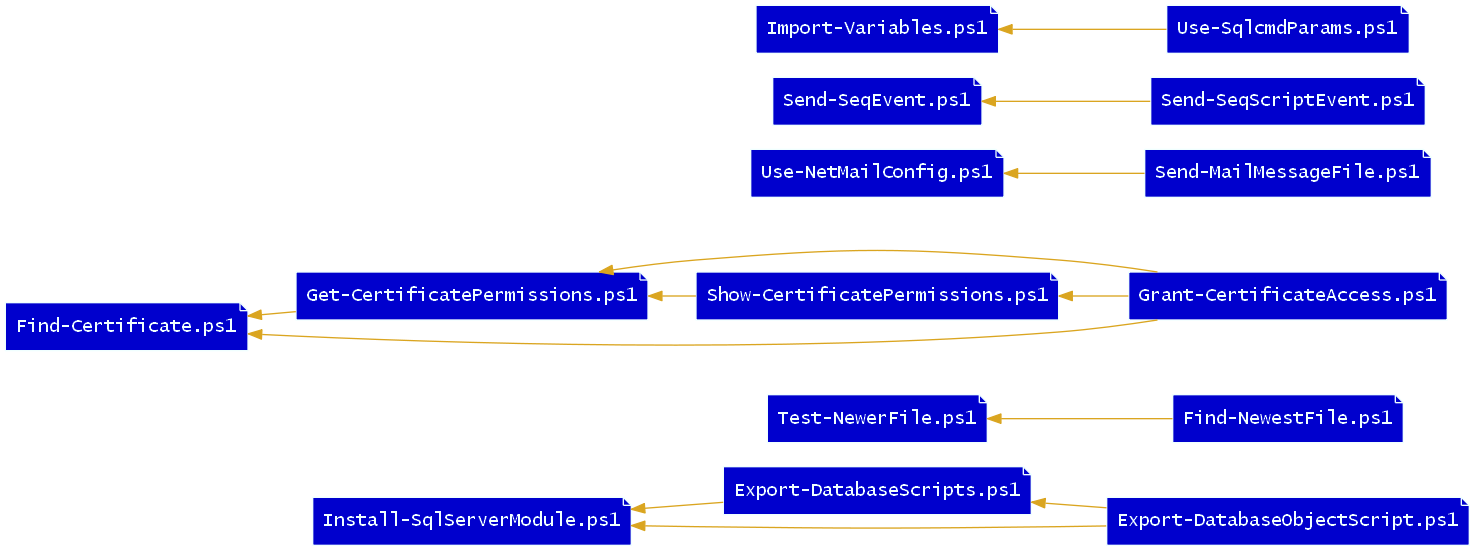 Import-Variables.ps1
Use-SqlcmdParams.ps1
Send-SeqEvent.ps1
Send-SeqScriptEvent.ps1
Use-NetMailConfig.ps1
Send-MailMessageFile.ps1
Get-CertificatePermissions.ps1
Show-CertificatePermissions.ps1
Grant-CertificateAccess.ps1
Find-Certificate.ps1
Test-NewerFile.ps1
Find-NewestFile.ps1
Export-DatabaseScripts.ps1
Install-SqlServerModule.ps1
Export-DatabaseObjectScript.ps1